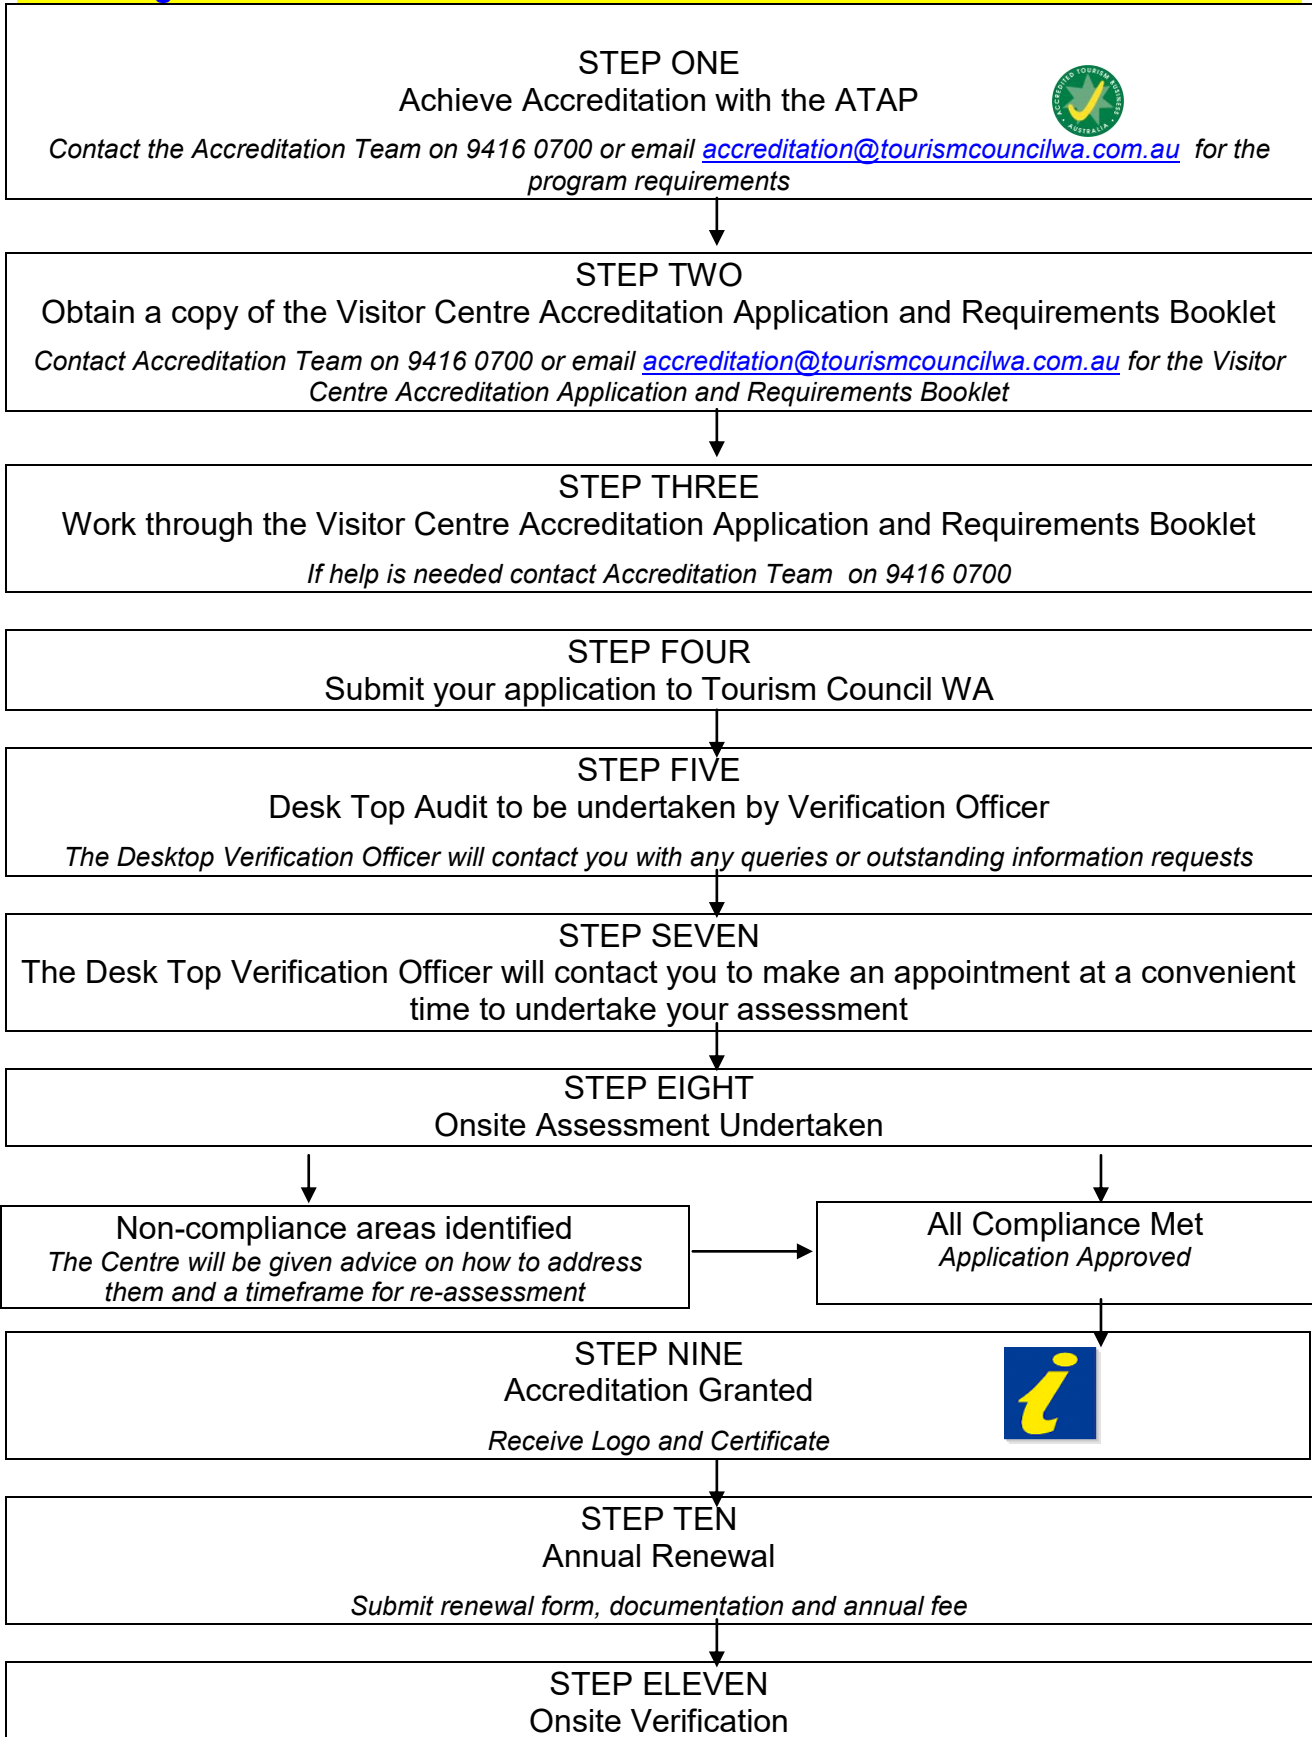 STEP ONE
Achieve Accreditation with the ATAP
ACCREDITED TOURISM BUSINESS
AUSTRALIA
Contact the Accreditation Team on 9416 0700 or email accreditation@tourismcouncilwa.com.au for the
program requirements
STEP TWO
Obtain a copy of the Visitor Centre Accreditation Application and Requirements Booklet
Contact Accreditation Team on 9416 0700 or email accreditation@tourismcouncilwa.com.au for the Visitor
Centre Accreditation Application and Requirements Booklet
STEP THREE
Work through the Visitor Centre Accreditation Application and Requirements Booklet
If help is needed contact Accreditation Team on 9416 0700
STEP FOUR
Submit your application to Tourism Council WA
STEP FIVE
Desk Top Audit to be undertaken by Verification Officer
The Desktop Verification Officer will contact you with any queries or outstanding information requests
STEP SEVEN
The Desk Top Verification Officer will contact you to make an appointment at a convenient
time to undertake your assessment
STEP EIGHT
Onsite Assessment Undertaken
Non-compliance areas identified
The Centre will be given advice on how to address
them and a timeframe for re-assessment
All Compliance Met
Application Approved
STEP NINE
Accreditation Granted
i
Receive Logo and Certificate
STEP TEN
Annual Renewal
Submit renewal form, documentation and annual fee
STEP ELEVEN
Onsite Verification